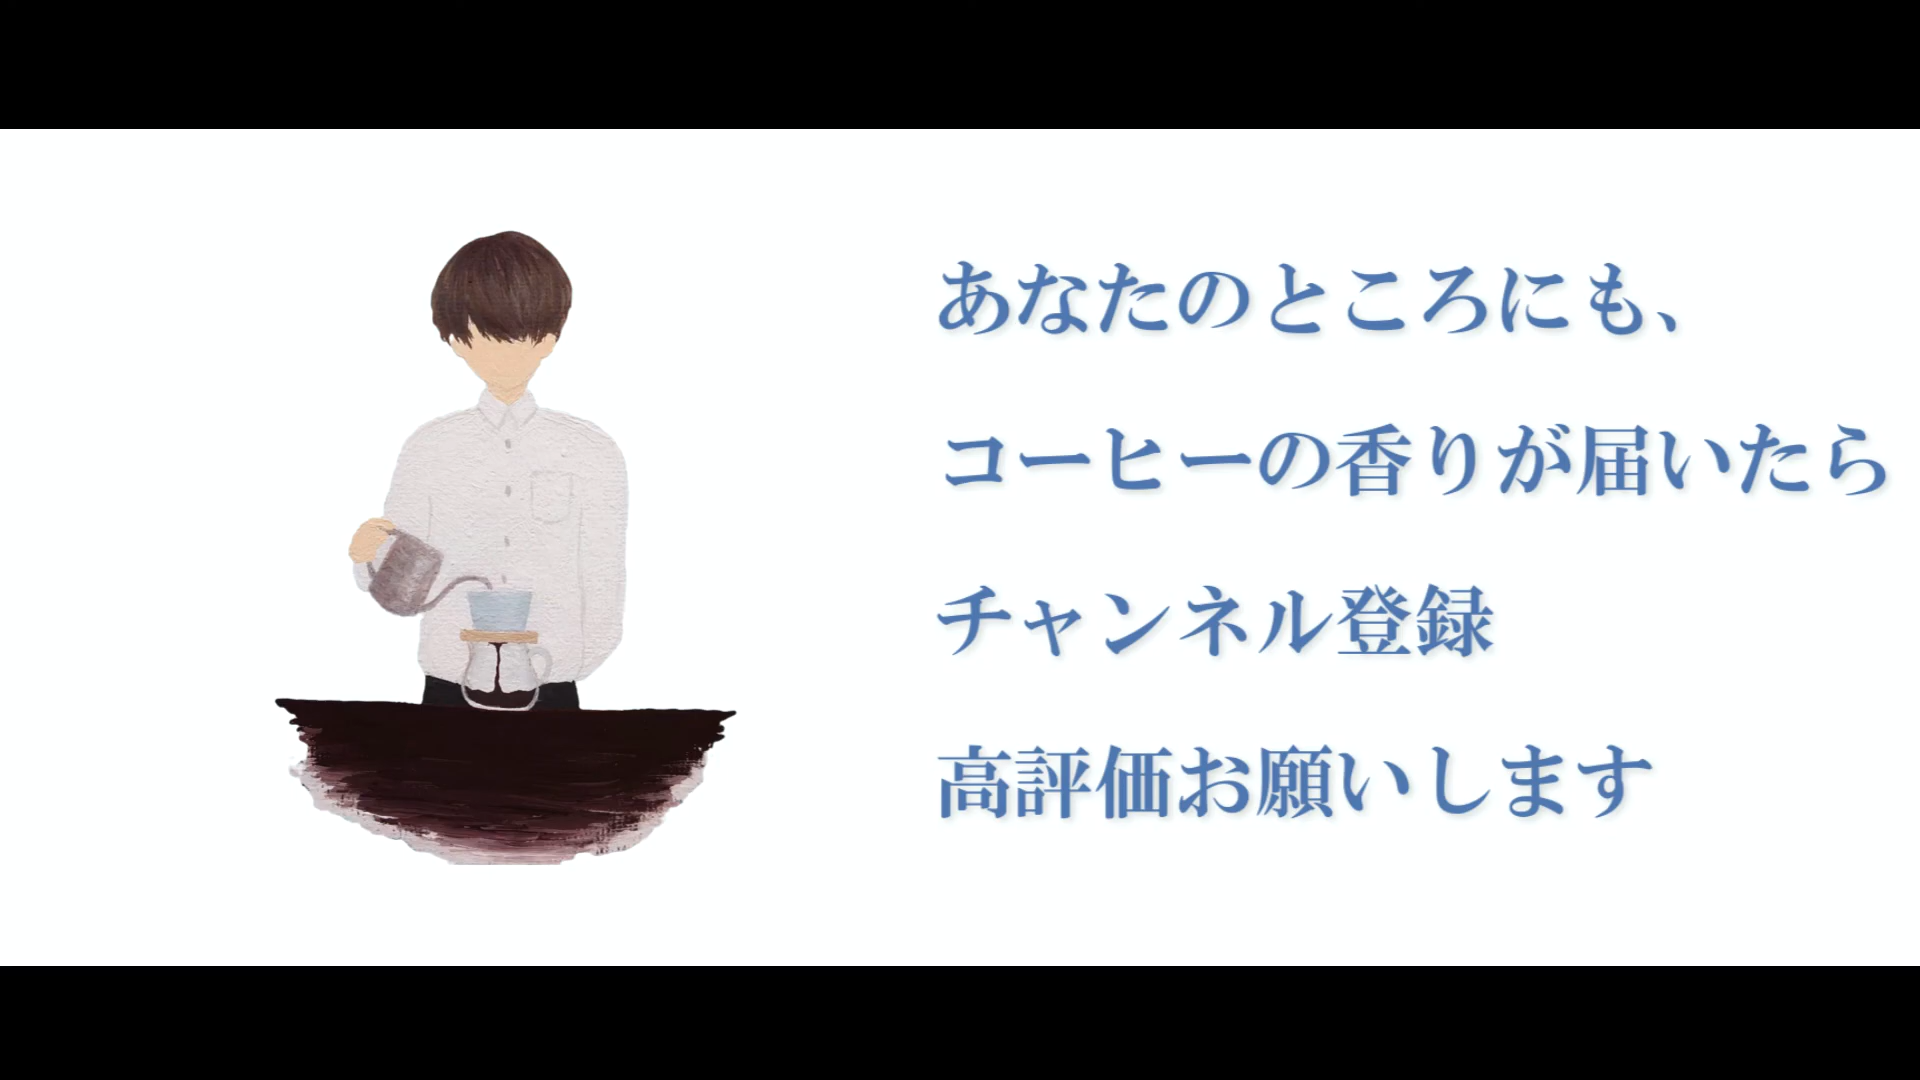 あなたのところにも、
コーヒーの香りが届いたら
チャンネル登録
高評価お願いします